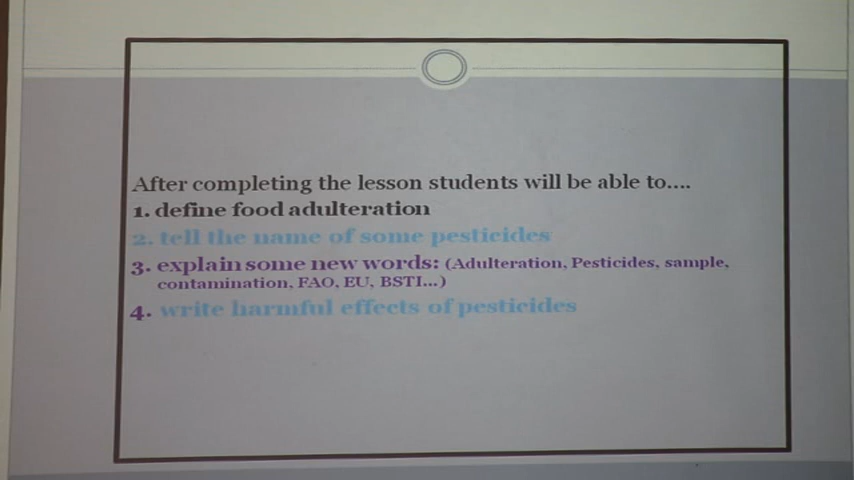 After completing the lesson students will be able to....
1. define food adulteration
2. tell the name of some pesticides
3. explain some new words: (Adulteration, Pesticides, sample,
contamination, FAO, EU, BSTI...)
4. write harmful effects of pesticides